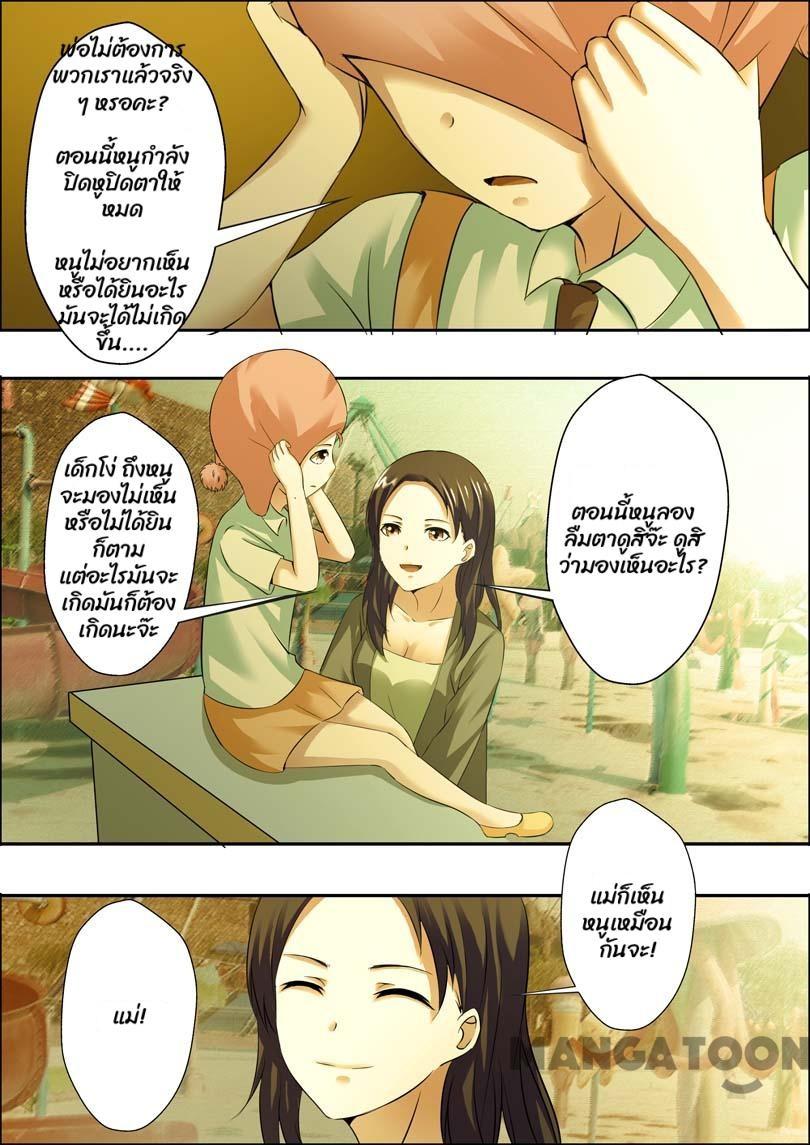 พ่อไม่ต้องการ
พวกเราแล้วจริง
ๆ หรอคะ?
ตอนนี้หนูกำลัง
ปิดหูปิดตาให้
หมด
หนูไม่อยากเห็น
หรือได้ยินอะไร
มันจะได้ไม่เกิด
ขึ้น....
เด็กโง่ ถึงหนู
จะมองไม่เห็น
หรือไม่ได้ยิน
ก็ตาม
แต่อะไรมันจะ
เกิดมันก็ต้อง
เกิดนะจ๊ะ
ตอนนี้หนูลอง
ลืมตาดูสิจ๊ะ ดูสิ
ว่ามองเห็นอะไร?
แม่!
แม่ก็เห็น
หนูเหมือน
กันจะ!
MANGATOON